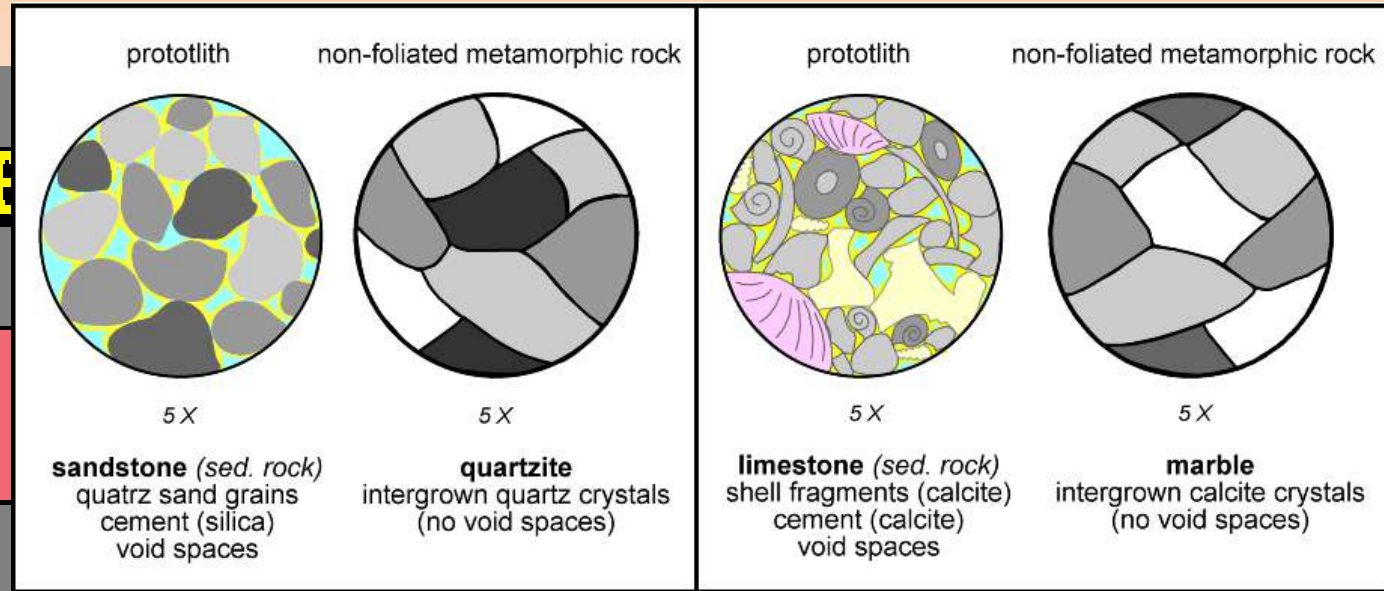 prototlith
non-foliated metamorphic rock
5 X
5 X
sandstone (sed. rock)
quatrz sand grains
cement (silica)
void spaces
quartzite
intergrown quartz crystals
(no void spaces)
prototlith
non-foliated metamorphic rock
5 X
5 X
limestone (sed. rock)
shell fragments (calcite)
cement (calcite)
void spaces
marble
intergrown calcite crystals
(no void spaces)